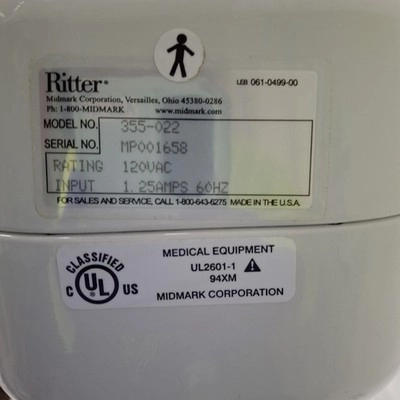 Ritter®
LEB 061-0499-00
Midmark Corporation, Versailles, Ohio 45380-0286
Ph: 1-800-MIDMARK www.midmark.com
MODEL NO. 355-022
SERIAL NO. MP001658
RATING 120VAC
INPUT 1.25AMPS 60HZ
FOR SALES AND SERVICE, CALL 1-800-643-6275 MADE IN THE U.S.A.
CLASSIFIED
C UL US
MEDICAL EQUIPMENT
UL2601-1
94XM
MIDMARK CORPORATION